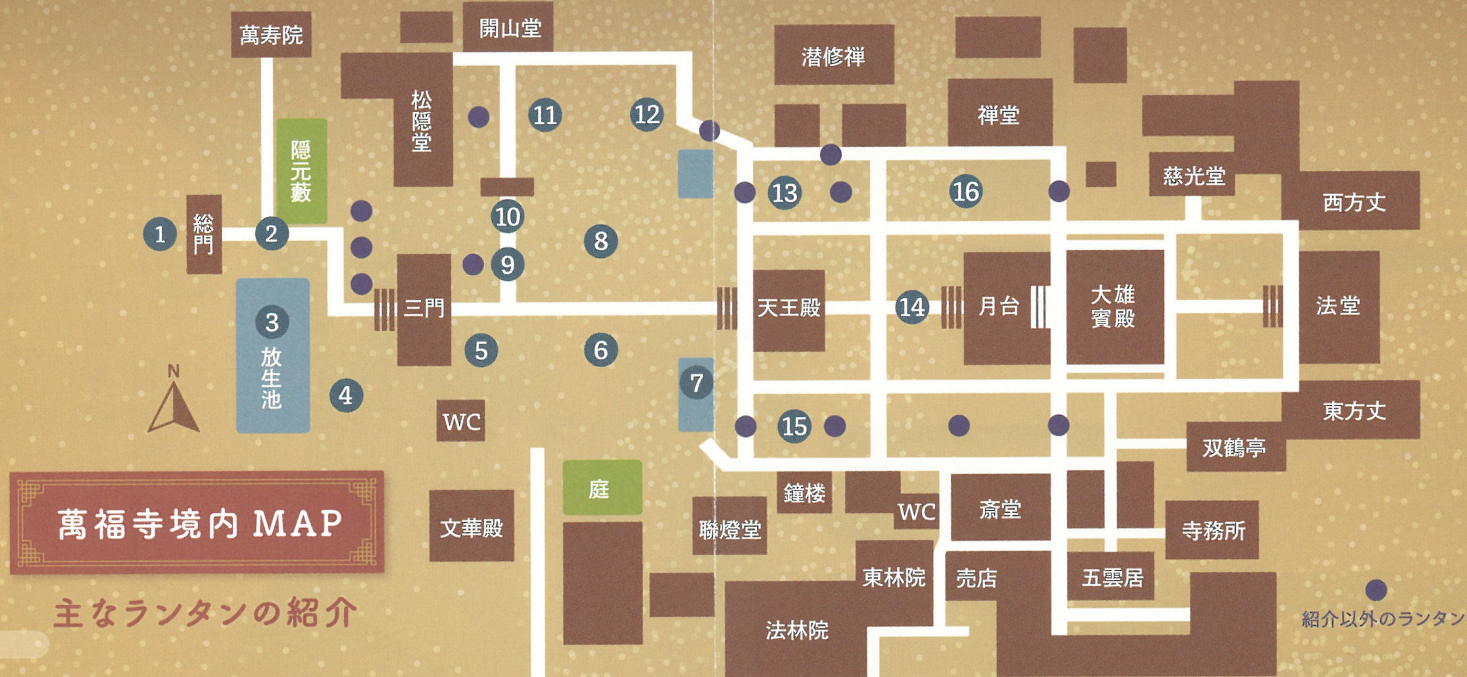 萬寿院
開山堂
潜修禅
松隠堂
11
12
禅堂
隠元藪
慈光堂
13
16
西方丈
総門
1
2
10
8
9
3
放生池
三門
天王殿
14
月台
大雄
賓殿
法堂
5
6
7
4
N
WC
15
東方丈
双鶴亭
萬福寺境内 MAP
主なランタンの紹介
文華殿
庭
鐘楼
聯燈堂
WC
斎堂
寺務所
東林院
売店
五雲居
法林院
紹介以外のランタン